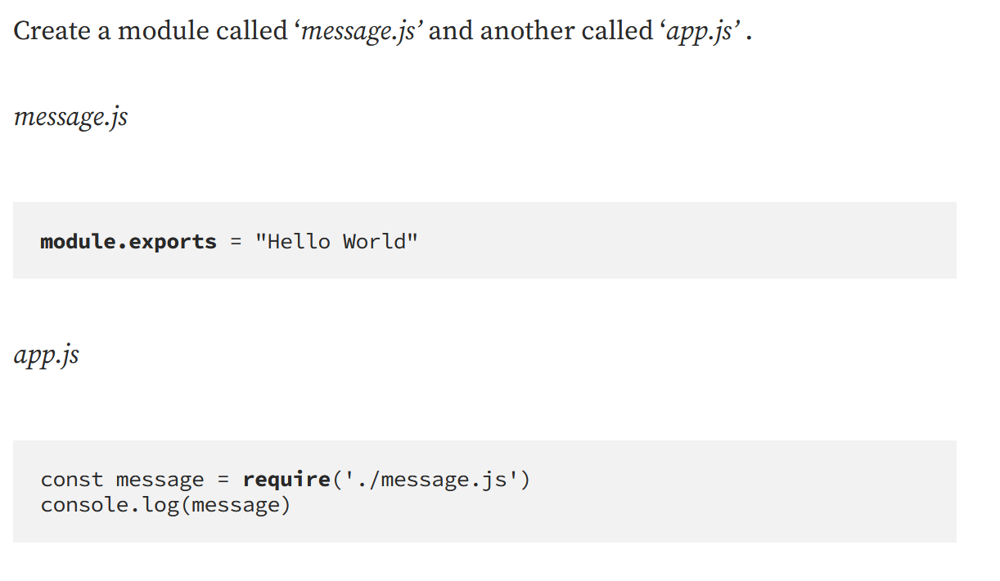 Create a module called ‘message.js’ and another called ‘app.js’ .
message.js
module.exports = "Hello World"
app.js
const message = require('./message.js')
console.log(message)